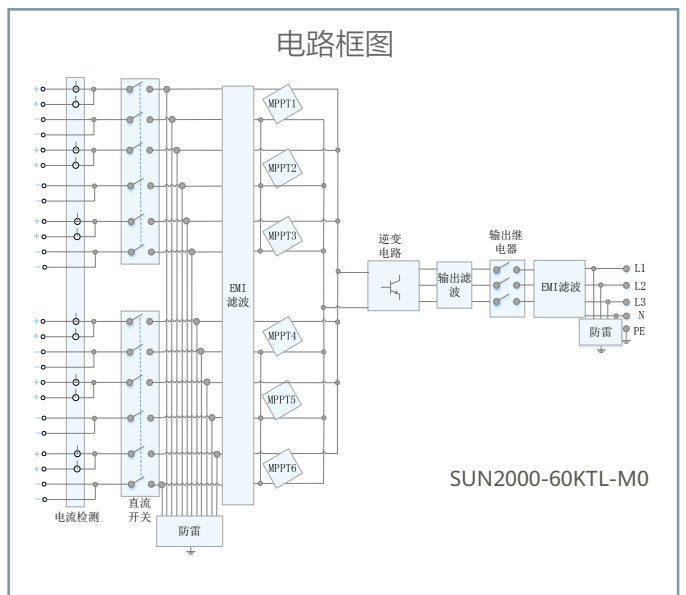 电路框图
MPPT1
MPPT2
MPPT3
EMI
滤波
MPPT4
MPPT5
MPPT6
逆变
电路
输出滤
波
输出继
电器
EMI滤波
L1
L2
L3
N
PE
防雷
SUN2000-60KTL-M0
电流检测
直流
开关
防雷